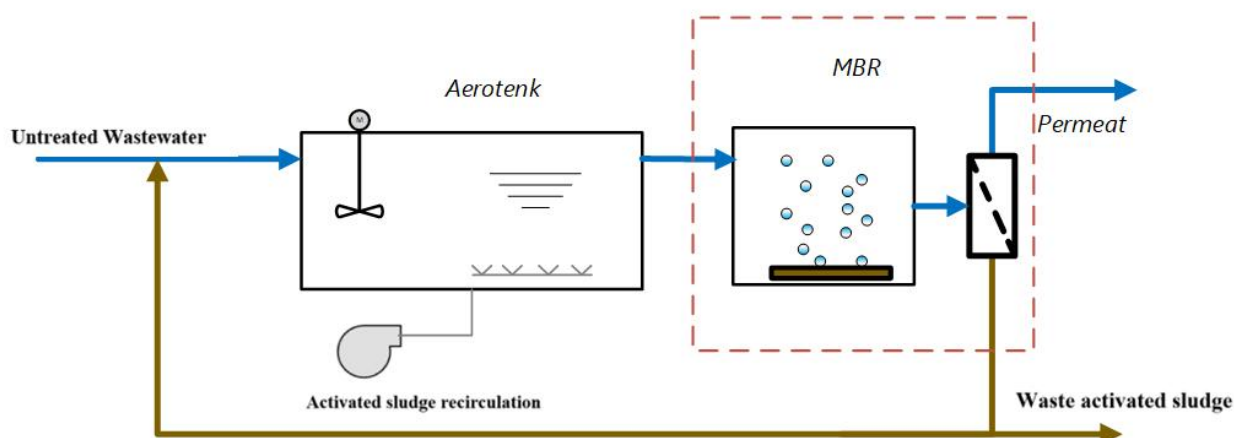 MBR
Aerotenk
Permeat
M
Untreated Wastewater
Activated sludge recirculation
Waste activated sludge